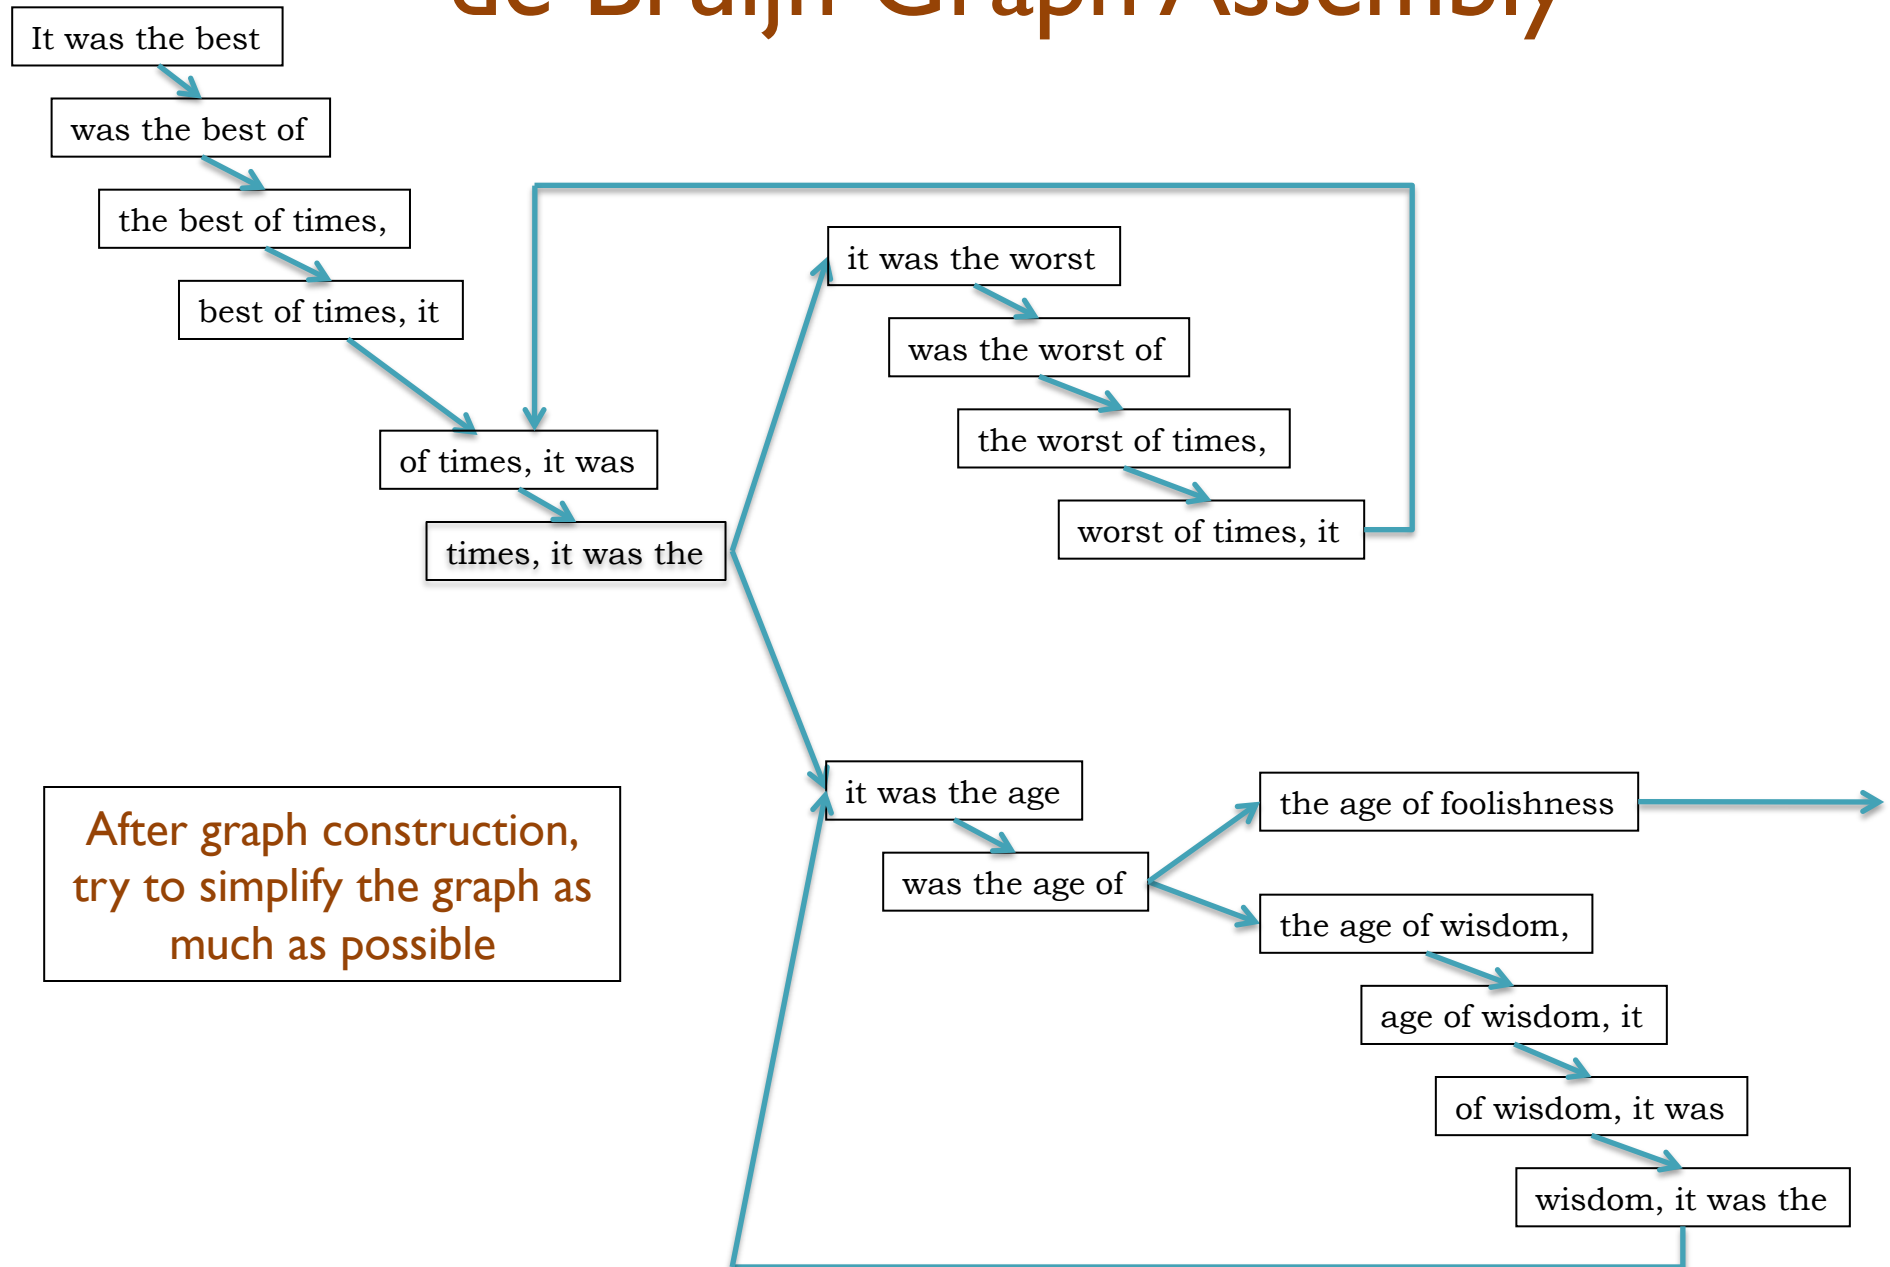 de Bruijn Graph Assembly
It was the best
was the best of
the best of times,
best of times, it
of times, it was
times, it was the
it was the worst
was the worst of
the worst of times,
worst of times, it
it was the age
was the age of
the age of foolishness
the age of wisdom,
age of wisdom, it
of wisdom, it was
wisdom, it was the
After graph construction,
try to simplify the graph as
much as possible